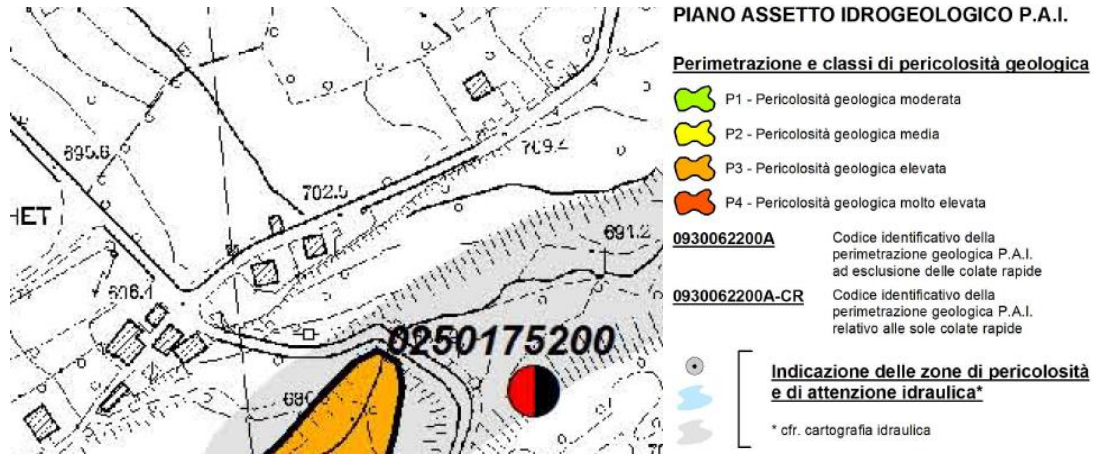 695.6
702.5
709.4
HET
691.2
696.4
0250175200
PIANO ASSETTO IDROGEOLOGICO P.A.I.
Perimetrazione e classi di pericolosità geologica
P1 - Pericolosità geologica moderata
P2 - Pericolosità geologica media
P3 - Pericolosità geologica elevata
P4 - Pericolosità geologica molto elevata
0930062200A
Codice identificativo della
perimetrazione geologica P.A.I.
ad esclusione delle colate rapide
0930062200A-CR
Codice identificativo della
perimetrazione geologica P.A.I.
relativo alle sole colate rapide
Indicazione delle zone di pericolosità
e di attenzione idraulica*
* cfr. cartografia idraulica